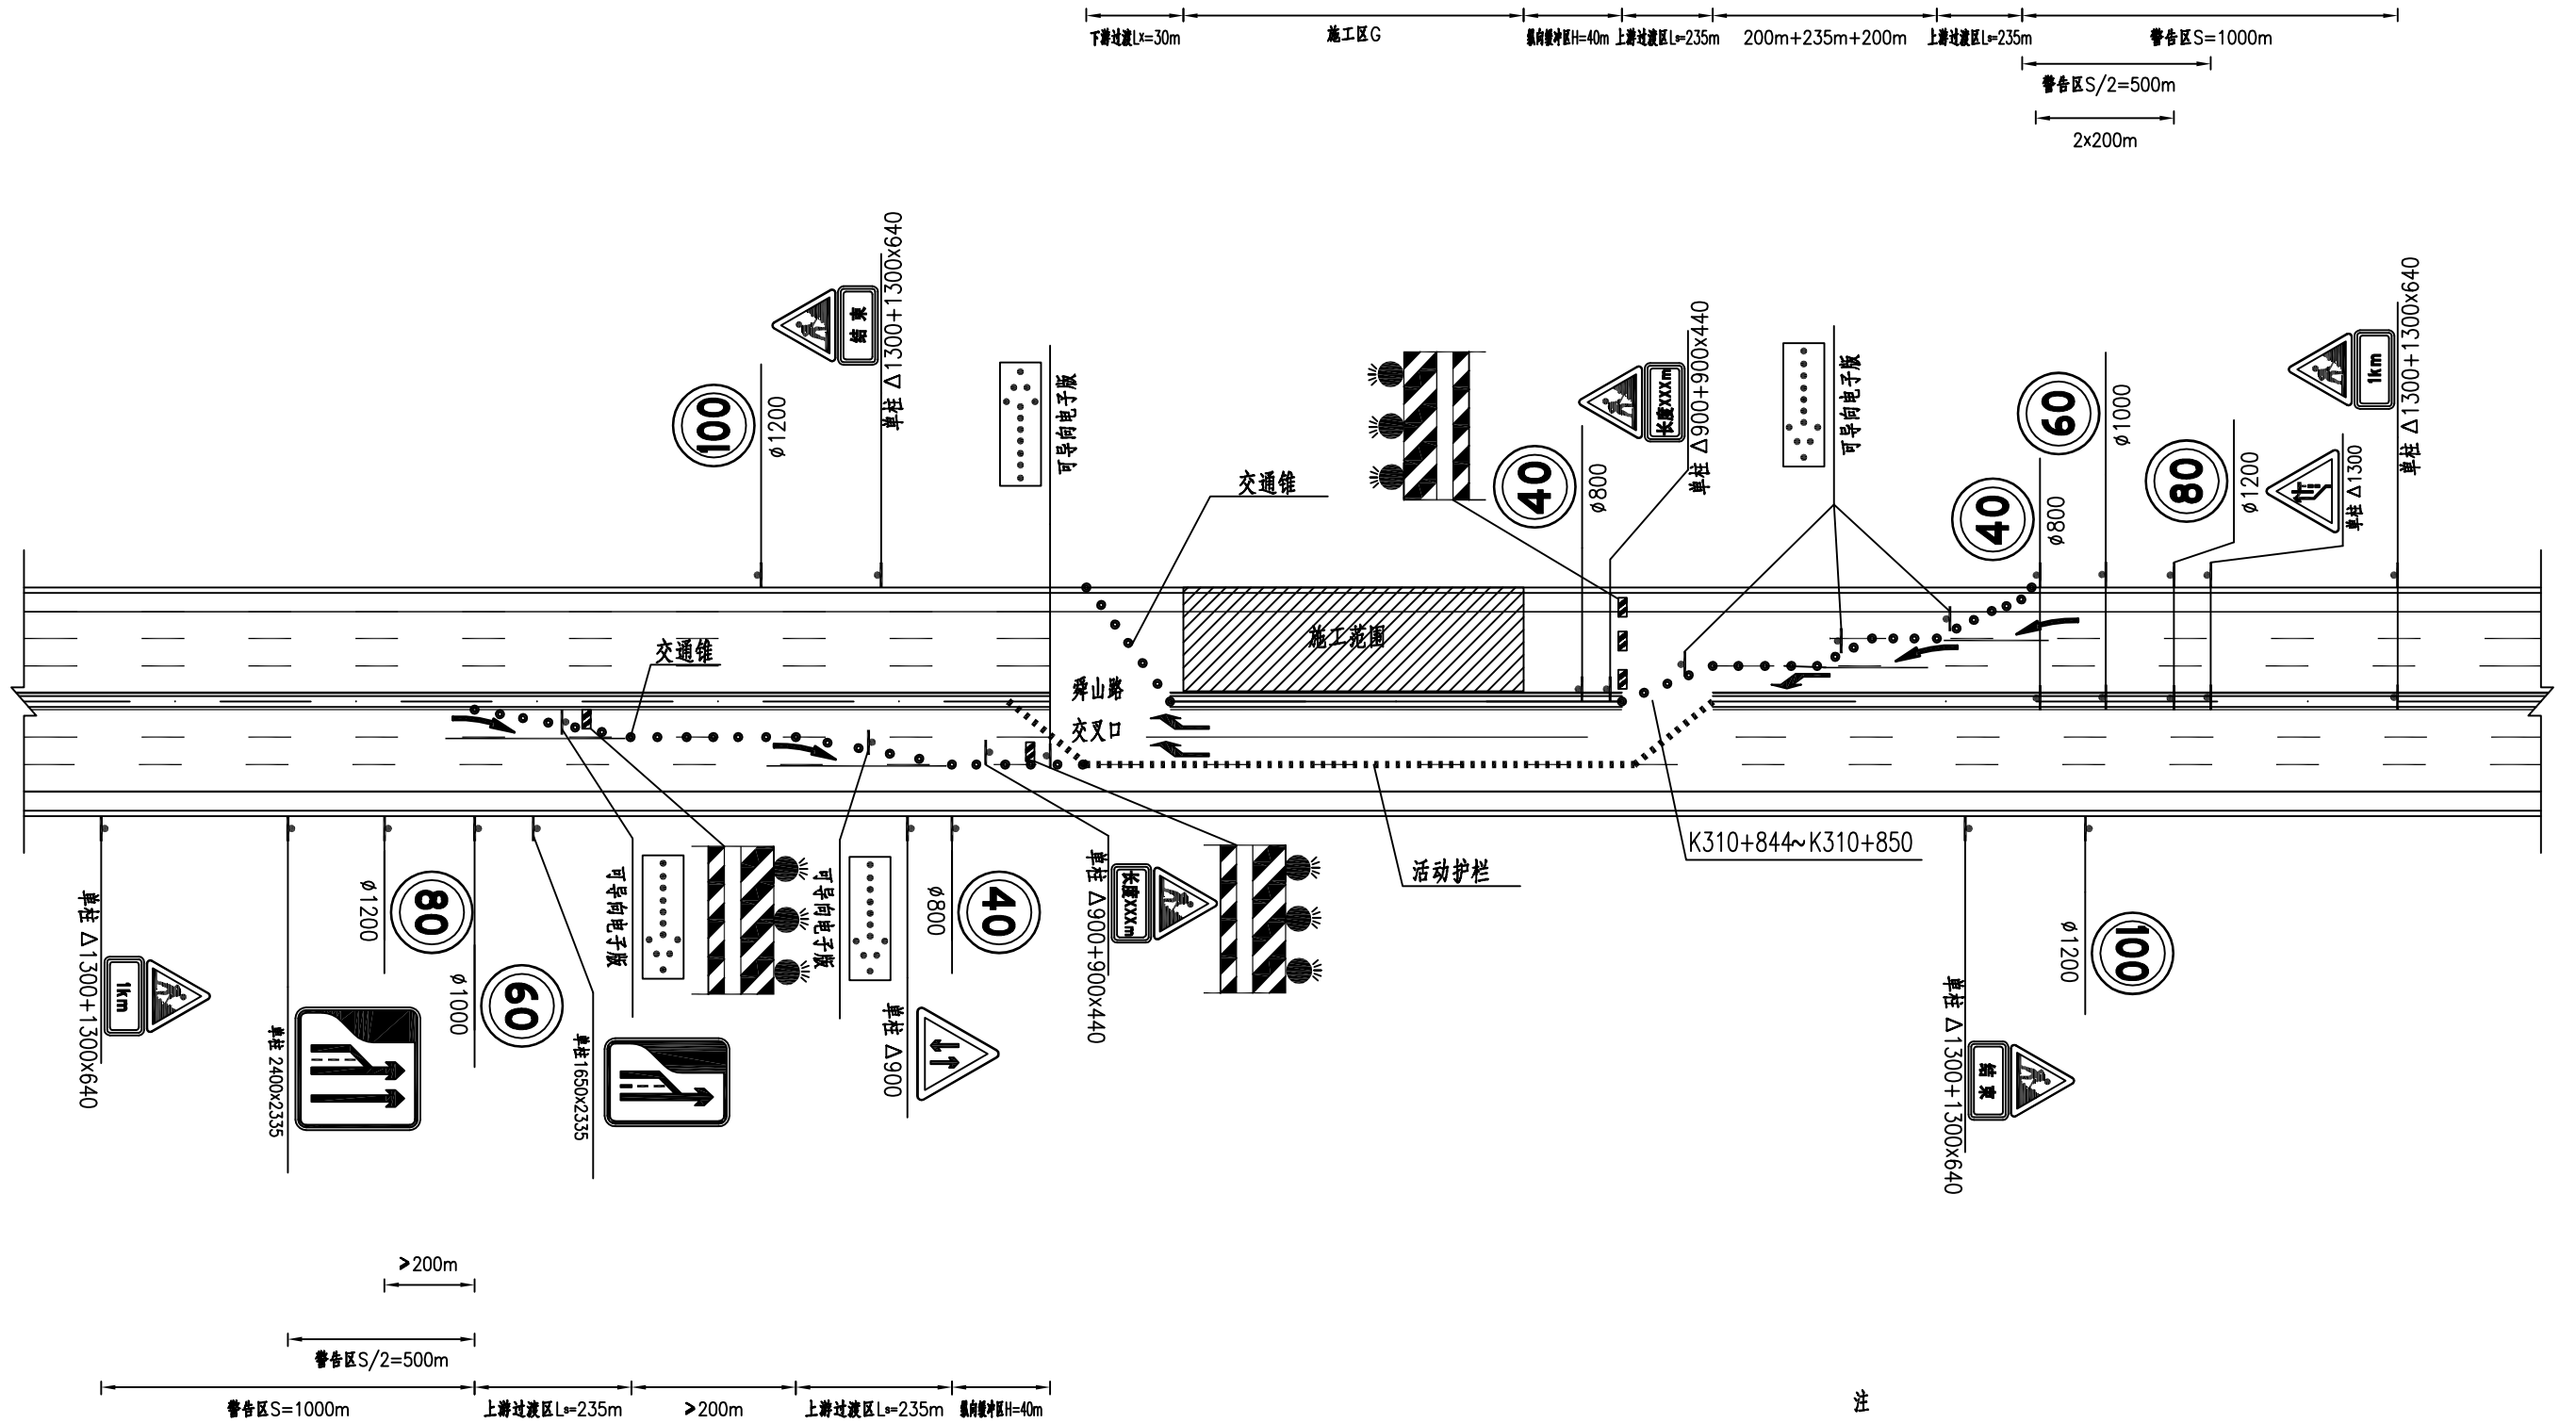 下游过渡Lx=30m
施工区G
纵向缓冲区H=40m
上游过渡区Ls=235m
200m+235m+200m
上游过渡区Ls=235m
警告区S=1000m
警告区S/2=500m
2x200m
100
ø1200
结束
单柱 Δ1300+1300x640
可导向电子版
交通锥
40
ø800
长度XXXm
单柱 Δ900+900x440
可导向电子版
40
ø800
60
ø1000
80
ø1200
单柱 Δ1300
1km
单柱 Δ1300+1300x640
施工范围
交通锥
舜山路
交叉口
K310+844~K310+850
活动护栏
单柱 Δ1300+1300x640
1km
单柱 2400x2335
ø1200
80
ø1000
60
单柱1650x2335
可导向电子版
可导向电子版
单柱 Δ900
ø800
40
单柱 Δ900+900x440
长度XXXm
单柱 Δ1300+1300x640
结束
ø1200
100
>200m
警告区S/2=500m
警告区S=1000m
上游过渡区Ls=235m
>200m
上游过渡区Ls=235m
纵向缓冲区H=40m
注